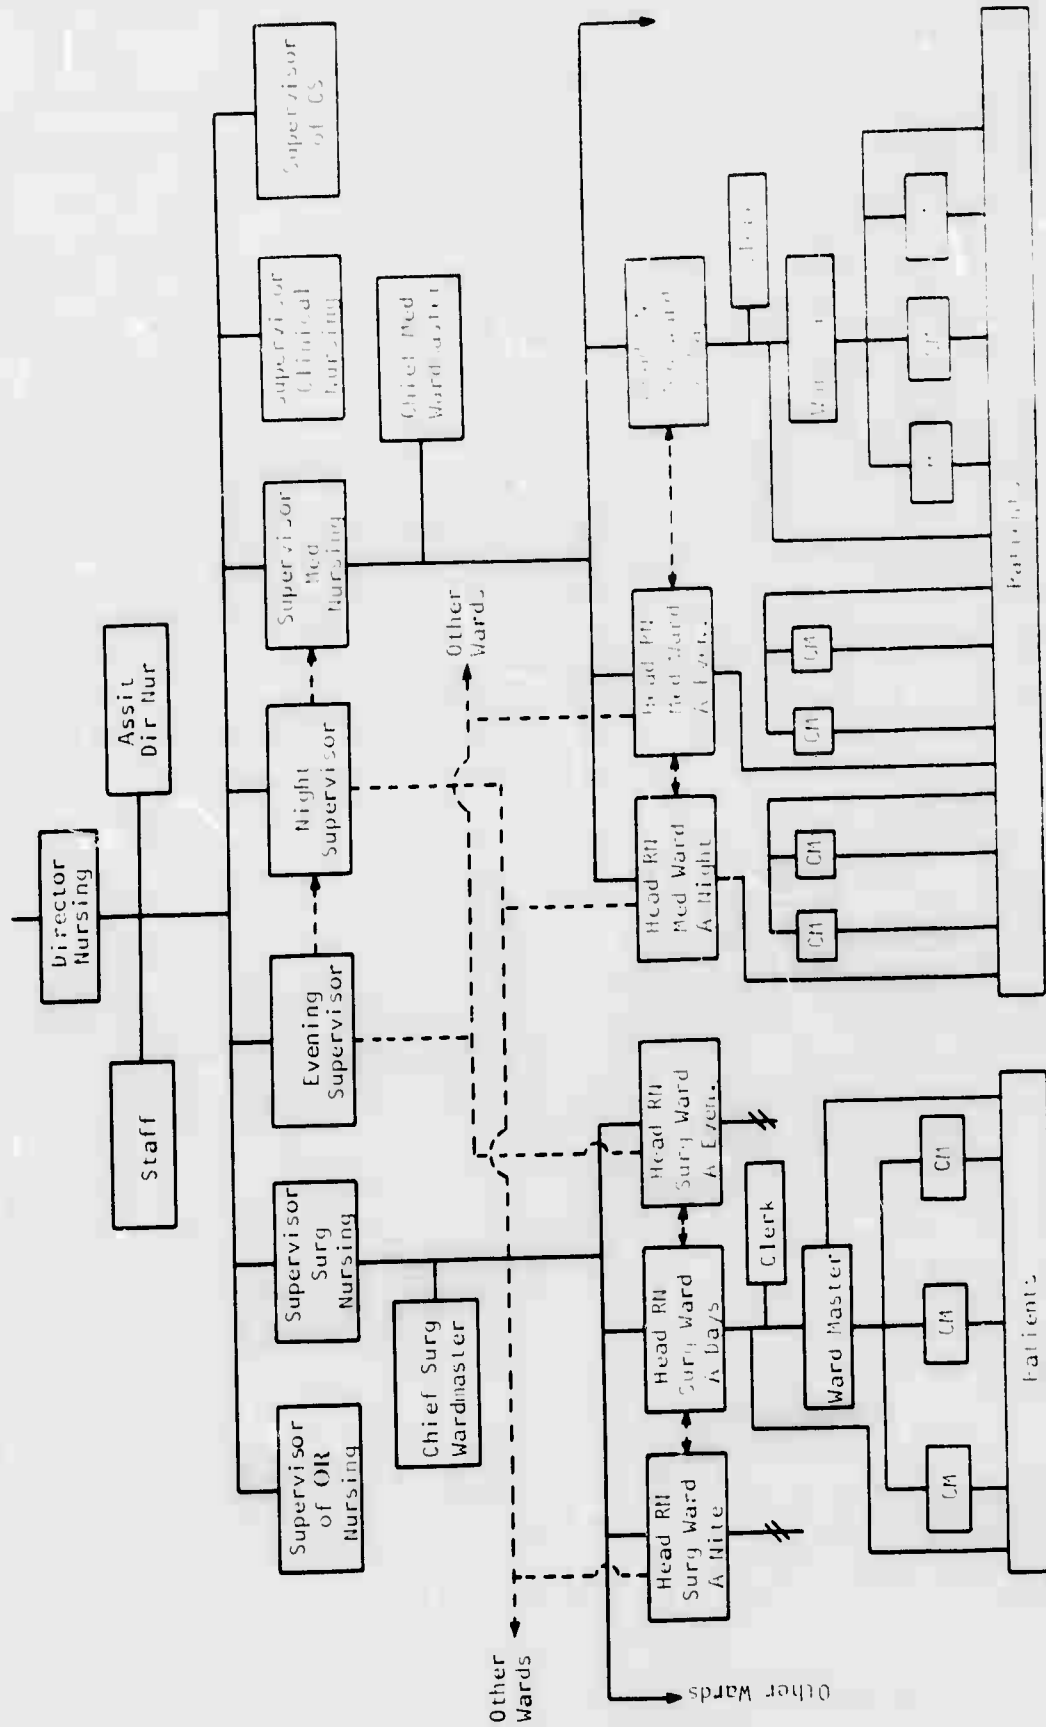 Director
Nursing
Staff
Assit
Dir Nur
Supervisor
of OR
Nursing
Supervisor
Surg
Nursing
Evening
Supervisor
Night
Supervisor
Supervisor
Med
Nursing
Supervisor
Clinical
Nursing
Supervisor
of CS
Chief Surg
Wardmaster
Chief Med
Wardmaster
Other
Wards
Other
Wards
Head RN
Surg Ward
A Nite
Head RN
Surg Ward
A Days
Head RN
Surg Ward
A Even.
Head RN
Med Ward
A Night
Head RN
Med Ward
A Even.
Other Wards
Clerk
Ward Master
CM
CM
CM
CM
CM
CM
CM
CM
Patients
Patients